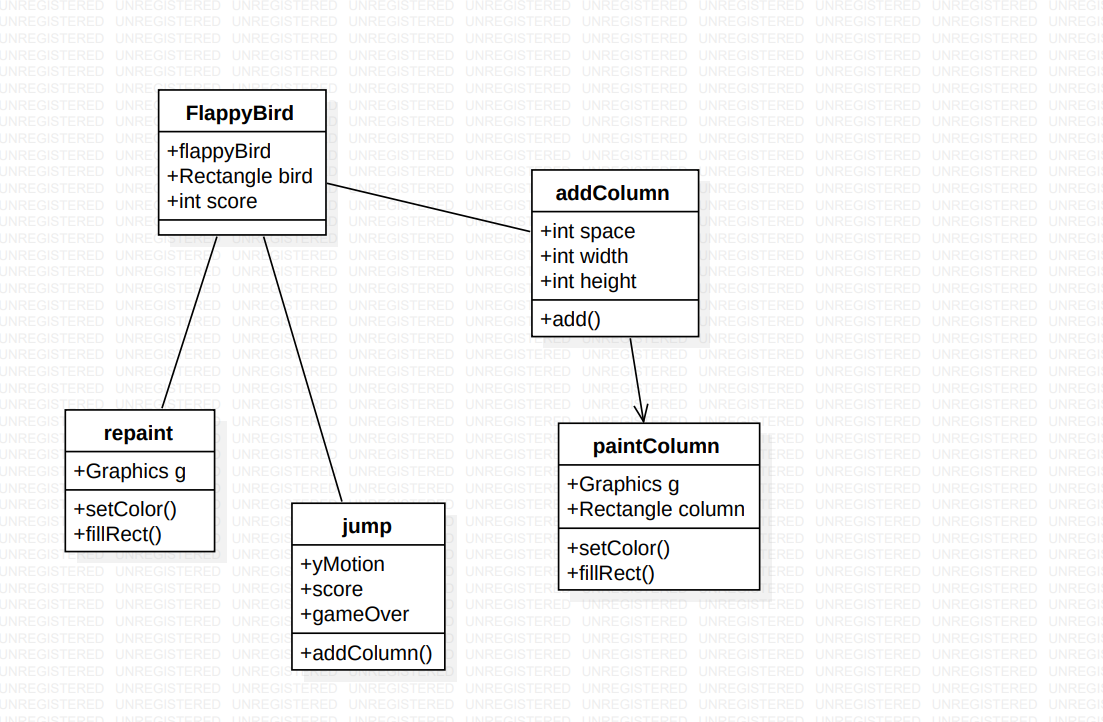 FlappyBird
+flappyBird
+Rectangle bird
+int score
addColumn
+int space
+int width
+int height
+add()
repaint
+Graphics g
+setColor()
+fillRect()
jump
+yMotion
+score
+gameOver
+addColumn()
paintColumn
+Graphics g
+Rectangle column
+setColor()
+fillRect()
UNREGISTERED